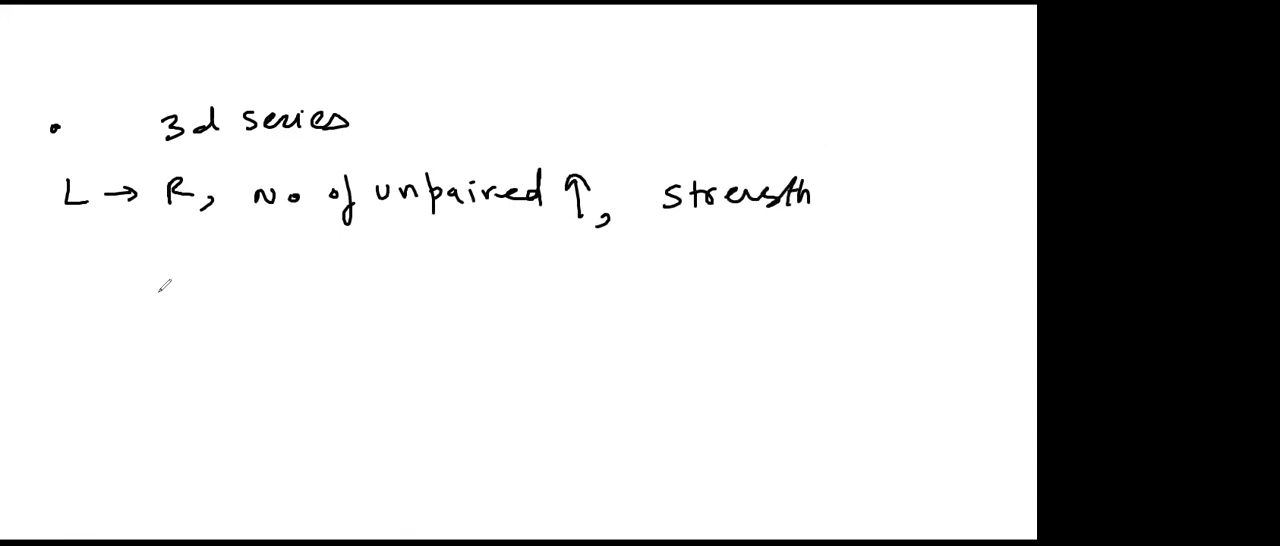 • 3d series
L → R, No of unpaired ↑, strength